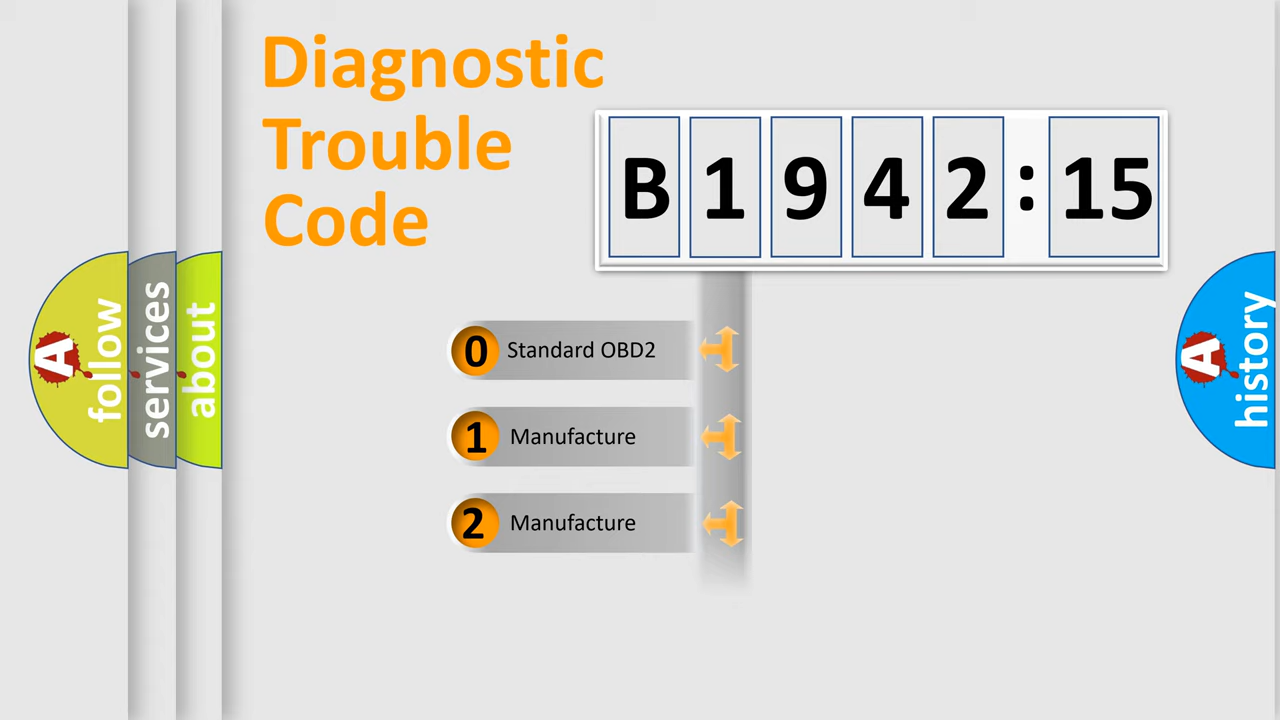 Diagnostic
Trouble
Code
B 1 9 4 2 : 15
0 Standard OBD2
1 Manufacture
2 Manufacture
A follow
services
about
A history